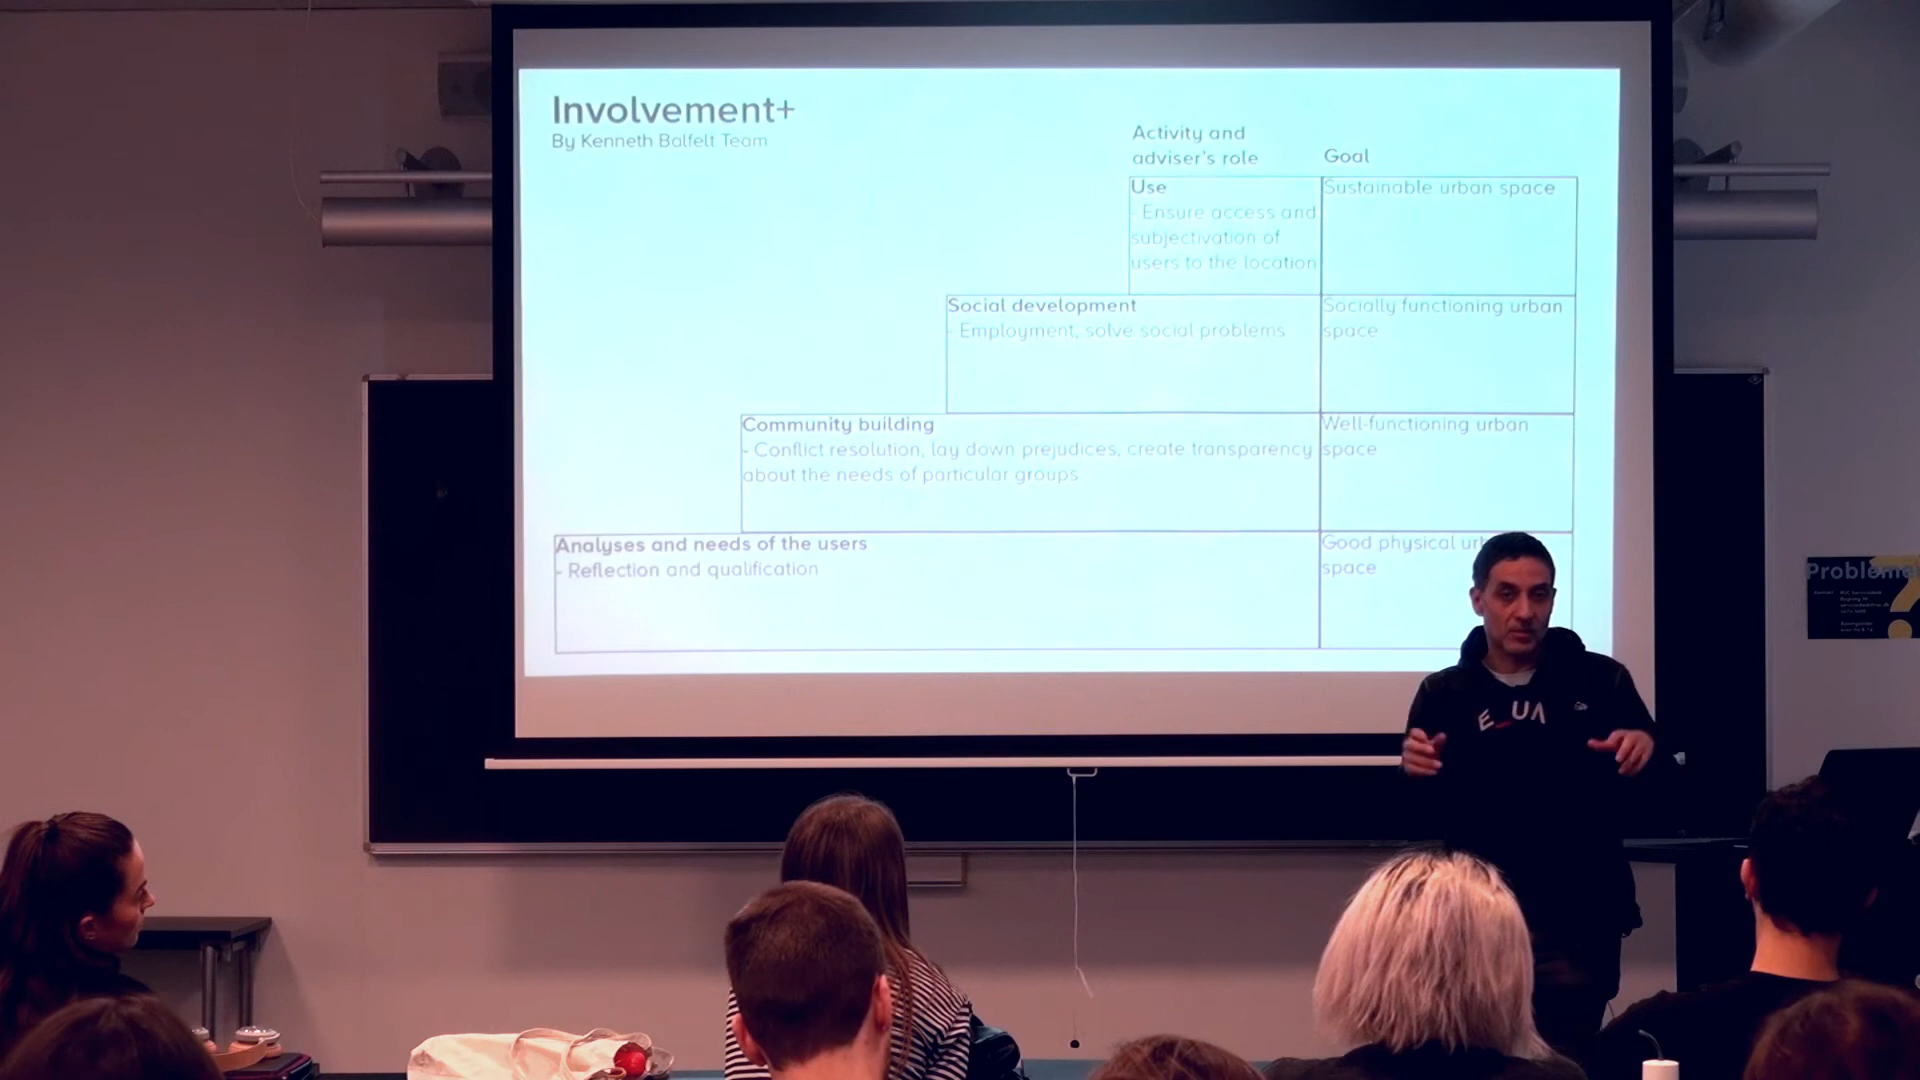 Involvement+
By Kenneth Balfelt Team
Activity and
adviser's role
Goal
Use
- Ensure access and
subjectivation of
users to the location
Sustainable urban space
Social development
- Employment, solve social problems
Socially functioning urban
space
Community building
- Conflict resolution, lay down prejudices, create transparency
about the needs of particular groups
Well-functioning urban
space
Analyses and needs of the users
- Reflection and qualification
Good physical
space
E_UA
Problem